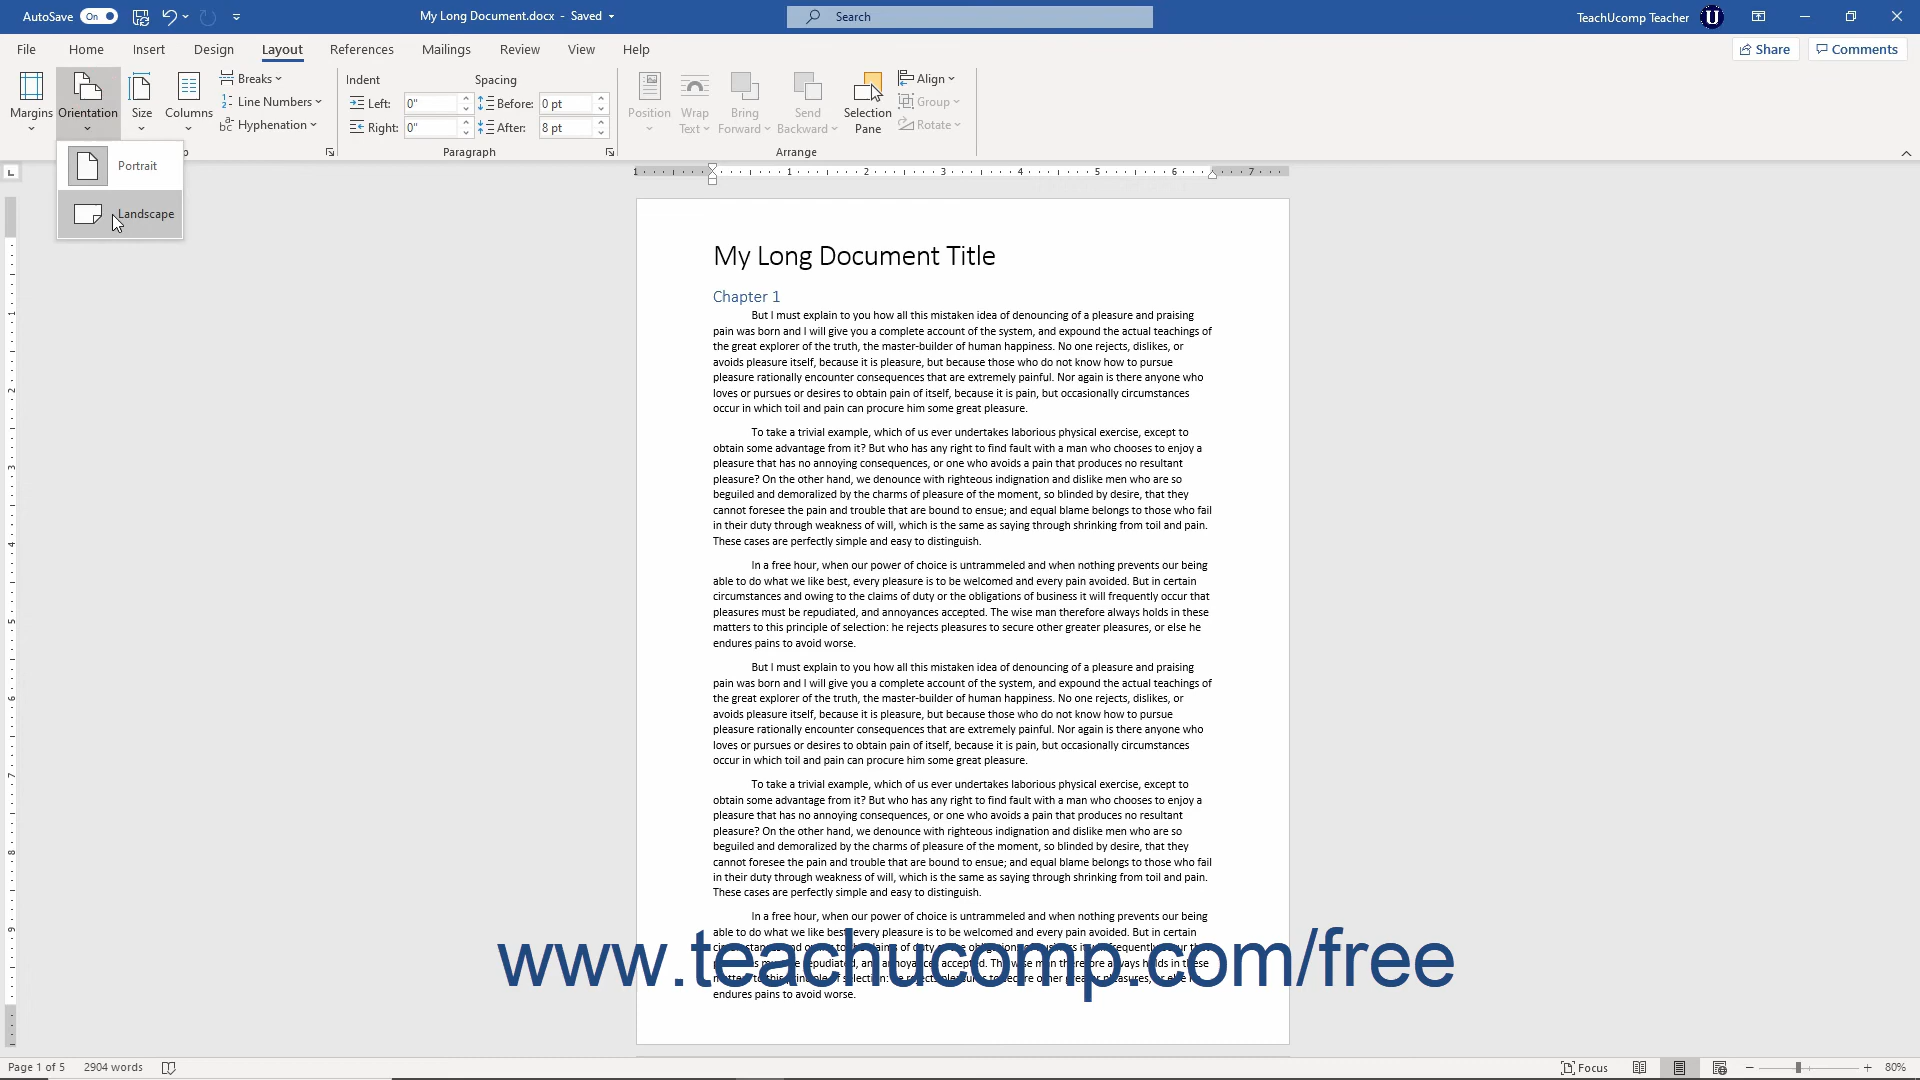 AutoSave On My Long Document.docx - Saved Search TeachUcomp Teacher U
File Home Insert Design Layout References Mailings Review View Help Share Comments
Margins Orientation Size Columns
Breaks
Line Numbers
Hyphenation
Indent Spacing
Left: 0" Before: 0 pt
Right: 0" After: 8 pt
Paragraph
Position
Wrap Text
Bring Forward
Send Backward
Selection Pane
Align
Group
Rotate
Arrange
Portrait
Landscape
1 1 2 3 4 5 6 7
1
2
3
4
5
6
7
8
9
My Long Document Title
Chapter 1
But I must explain to you how all this mistaken idea of denouncing of a pleasure and praising
pain was born and I will give you a complete account of the system, and expound the actual teachings of
the great explorer of the truth, the master-builder of human happiness. No one rejects, dislikes, or
avoids pleasure itself, because it is pleasure, but because those who do not know how to pursue
pleasure rationally encounter consequences that are extremely painful. Nor again is there anyone who
loves or pursues or desires to obtain pain of itself, because it is pain, but occasionally circumstances
occur in which toil and pain can procure him some great pleasure.
To take a trivial example, which of us ever undertakes laborious physical exercise, except to
obtain some advantage from it? But who has any right to find fault with a man who chooses to enjoy a
pleasure that has no annoying consequences, or one who avoids a pain that produces no resultant
pleasure? On the other hand, we denounce with righteous indignation and dislike men who are so
beguiled and demoralized by the charms of pleasure of the moment, so blinded by desire, that they
cannot foresee the pain and trouble that are bound to ensue; and equal blame belongs to those who fail
in their duty through weakness of will, which is the same as saying through shrinking from toil and pain.
These cases are perfectly simple and easy to distinguish.
In a free hour, when our power of choice is untrammeled and when nothing prevents our being
able to do what we like best, every pleasure is to be welcomed and every pain avoided. But in certain
circumstances and owing to the claims of duty or the obligations of business it will frequently occur that
pleasures must be repudiated, and annoyances accepted. The wise man therefore always holds in these
matters to this principle of selection: he rejects pleasures to secure other greater pleasures, or else he
endures pains to avoid worse.
But I must explain to you how all this mistaken idea of denouncing of a pleasure and praising
pain was born and I will give you a complete account of the system, and expound the actual teachings of
the great explorer of the truth, the master-builder of human happiness. No one rejects, dislikes, or
avoids pleasure itself, because it is pleasure, but because those who do not know how to pursue
pleasure rationally encounter consequences that are extremely painful. Nor again is there anyone who
loves or pursues or desires to obtain pain of itself, because it is pain, but occasionally circumstances
occur in which toil and pain can procure him some great pleasure.
To take a trivial example, which of us ever undertakes laborious physical exercise, except to
obtain some advantage from it? But who has any right to find fault with a man who chooses to enjoy a
pleasure that has no annoying consequences, or one who avoids a pain that produces no resultant
pleasure? On the other hand, we denounce with righteous indignation and dislike men who are so
beguiled and demoralized by the charms of pleasure of the moment, so blinded by desire, that they
cannot foresee the pain and trouble that are bound to ensue; and equal blame belongs to those who fail
in their duty through weakness of will, which is the same as saying through shrinking from toil and pain.
These cases are perfectly simple and easy to distinguish.
In a free hour, when our power of choice is untrammeled and when nothing prevents our being
able to do what we like best, every pleasure is to be welcomed and every pain avoided. But in certain
www.teachucomp.com/free
endures pains to avoid worse.
Page 1 of 5 2904 words Focus 80%